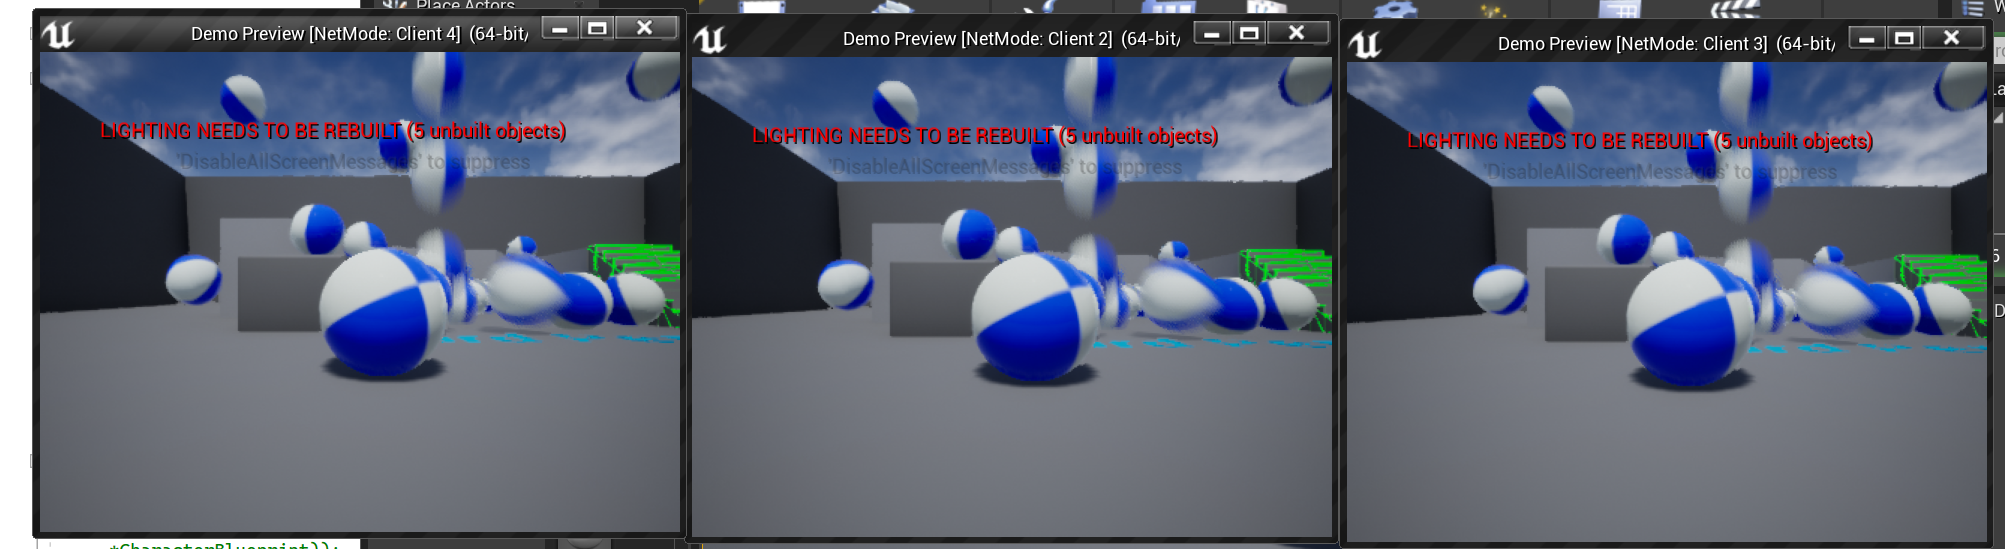 Place Actors
Demo Preview [NetMode: Client 4] (64-bit/
LIGHTING NEEDS TO BE REBUILT (5 unbuilt objects)
'DisableAllScreenMessages' to suppress
Demo Preview [NetMode: Client 2] (64-bit/
LIGHTING NEEDS TO BE REBUILT (5 unbuilt objects)
'DisableAllScreenMessages' to suppress
Demo Preview [NetMode: Client 3] (64-bit/
LIGHTING NEEDS TO BE REBUILT (5 unbuilt objects)
'DisableAllScreenMessages' to suppress
*CharacterBlueprint));